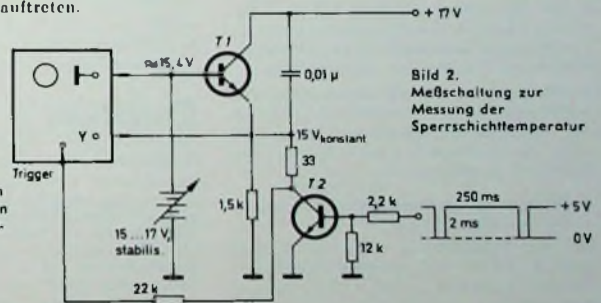 auftreten.
+ 17 V
T1
≈ 15,4 V
0,01 µ
Bild 2.
Meßschaltung zur
Messung der
Sperrschichttemperatur
Y
15 V konstant
Trigger
33
T2
2,2 k
250 ms
+ 5 V
2 ms
0 V
1,5 k
12 k
15 ... 17 V,
stabilis.
22 k